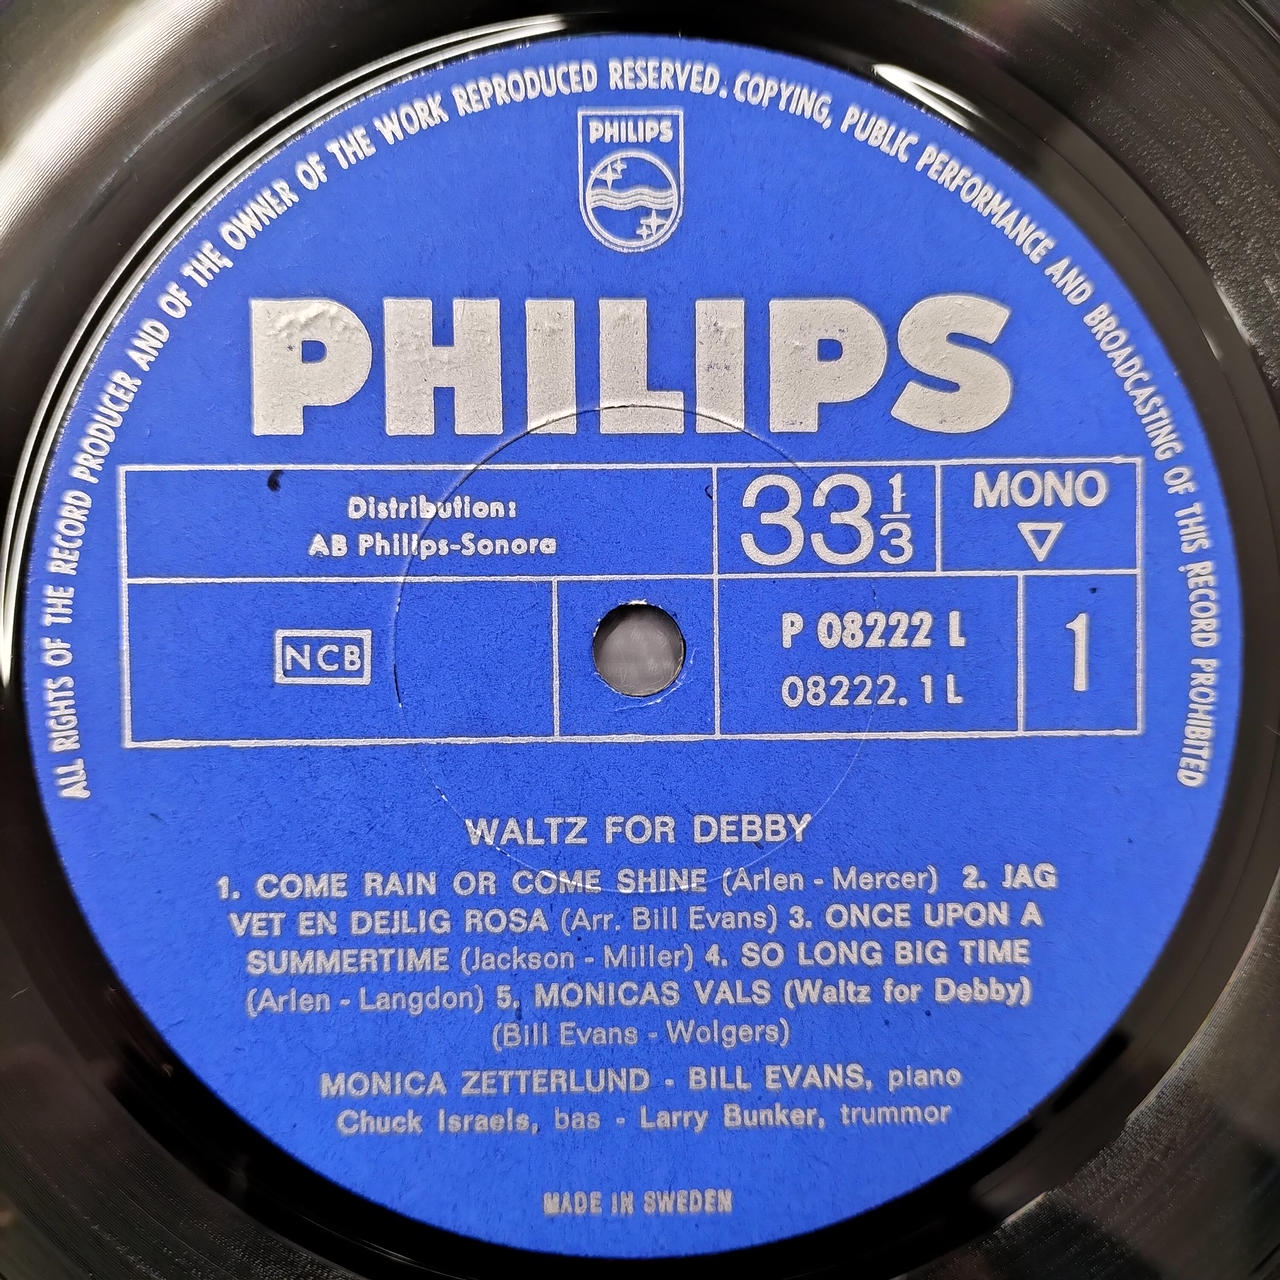 ALL RIGHTS OF THE RECORD PRODUCER AND OF THE OWNER OF THE WORK REPRODUCED RESERVED. COPYING, PUBLIC PERFORMANCE AND BROADCASTING OF THIS RECORD PROHIBITED
PHILIPS
PHILIPS
Distribution:
AB Philips-Sonora
33 1/3
MONO
NCB
P 08222 L
08222. 1 L
1
WALTZ FOR DEBBY
1. COME RAIN OR COME SHINE (Arlen - Mercer) 2. JAG
VET EN DEJLIG ROSA (Arr. Bill Evans) 3. ONCE UPON A
SUMMERTIME (Jackson - Miller) 4. SO LONG BIG TIME
(Arlen - Langdon) 5. MONICAS VALS (Waltz for Debby)
(Bill Evans - Wolgers)
MONICA ZETTERLUND - BILL EVANS, piano
Chuck Israels, bas - Larry Bunker, trummor
MADE IN SWEDEN